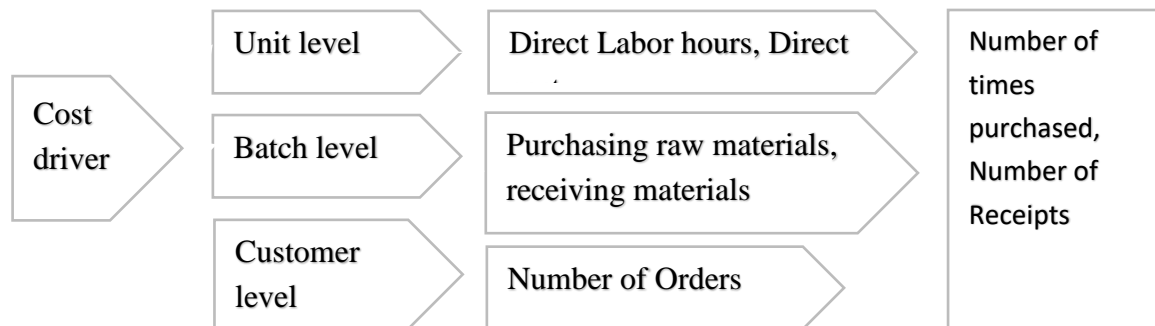 Cost
driver
Unit level
Direct Labor hours, Direct
Batch level
Purchasing raw materials,
receiving materials
Customer
level
Number of Orders
Number of
times
purchased,
Number of
Receipts